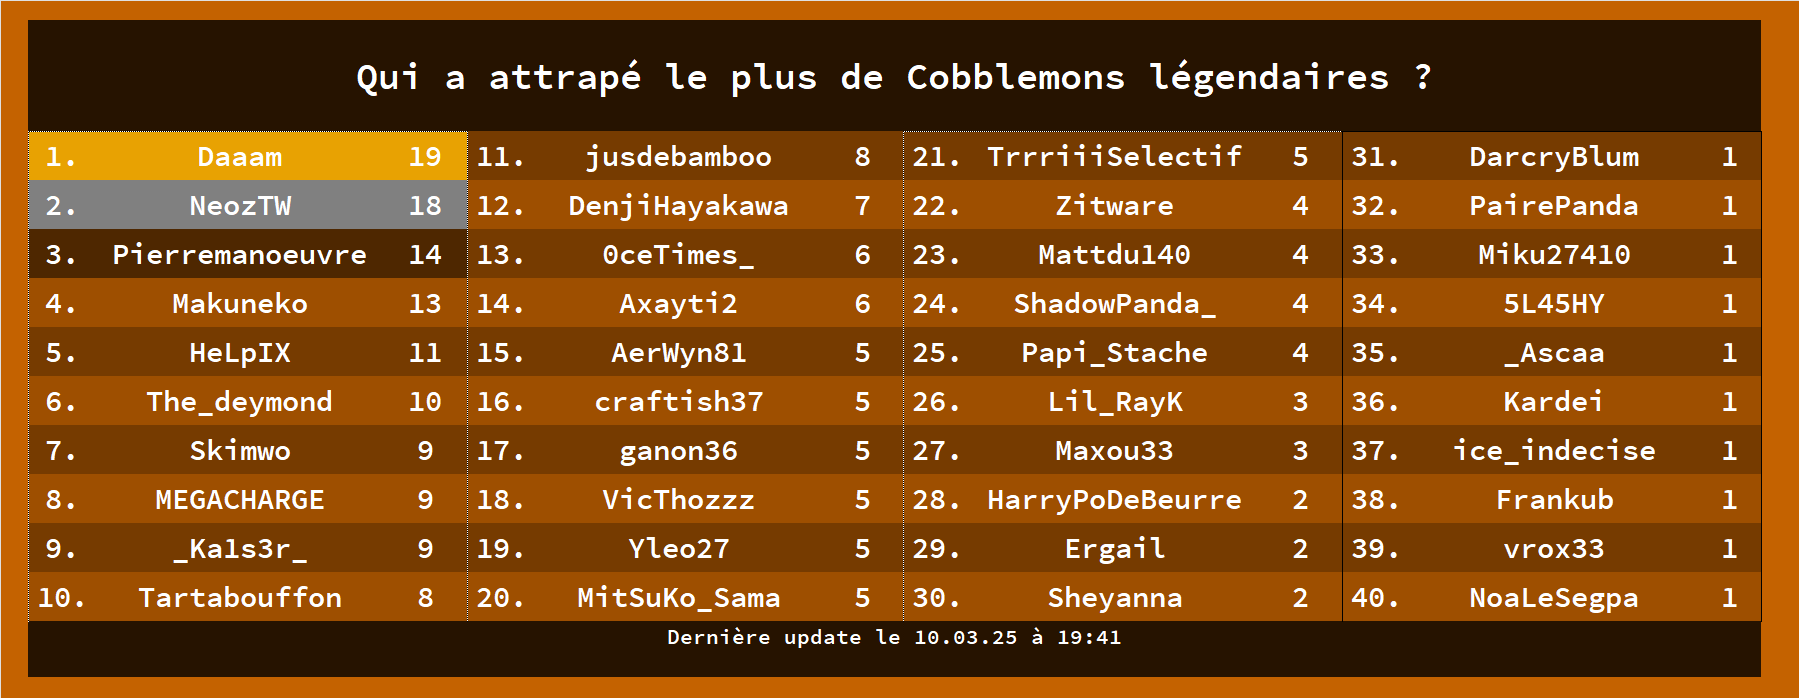 Qui a attrapé le plus de Cobblemons légendaires ?
1. Daaam 19
2. NeozTW 18
3. Pierremanoeuvre 14
4. Makuneko 13
5. HeLpIX 11
6. The_deymond 10
7. Skimwo 9
8. MEGACHARGE 9
9. _Ka1s3r_ 9
10. Tartabouffon 8
11. jusdebamboo 8
12. DenjiHayakawa 7
13. 0ceTimes_ 6
14. Axayti2 6
15. AerWyn81 5
16. craftish37 5
17. ganon36 5
18. VicThozzz 5
19. Yleo27 5
20. MitSuKo_Sama 5
21. TrrriiiSelectif 5
22. Zitware 4
23. Mattdu140 4
24. ShadowPanda_ 4
25. Papi_Stache 4
26. Lil_RayK 3
27. Maxou33 3
28. HarryPoDeBeurre 2
29. Ergail 2
30. Sheyanna 2
31. DarcryBlum 1
32. PairePanda 1
33. Miku27410 1
34. 5L45HY 1
35. _Ascaa 1
36. Kardei 1
37. ice_indecise 1
38. Frankub 1
39. vrox33 1
40. NoaLeSegpa 1
Dernière update le 10.03.25 à 19:41